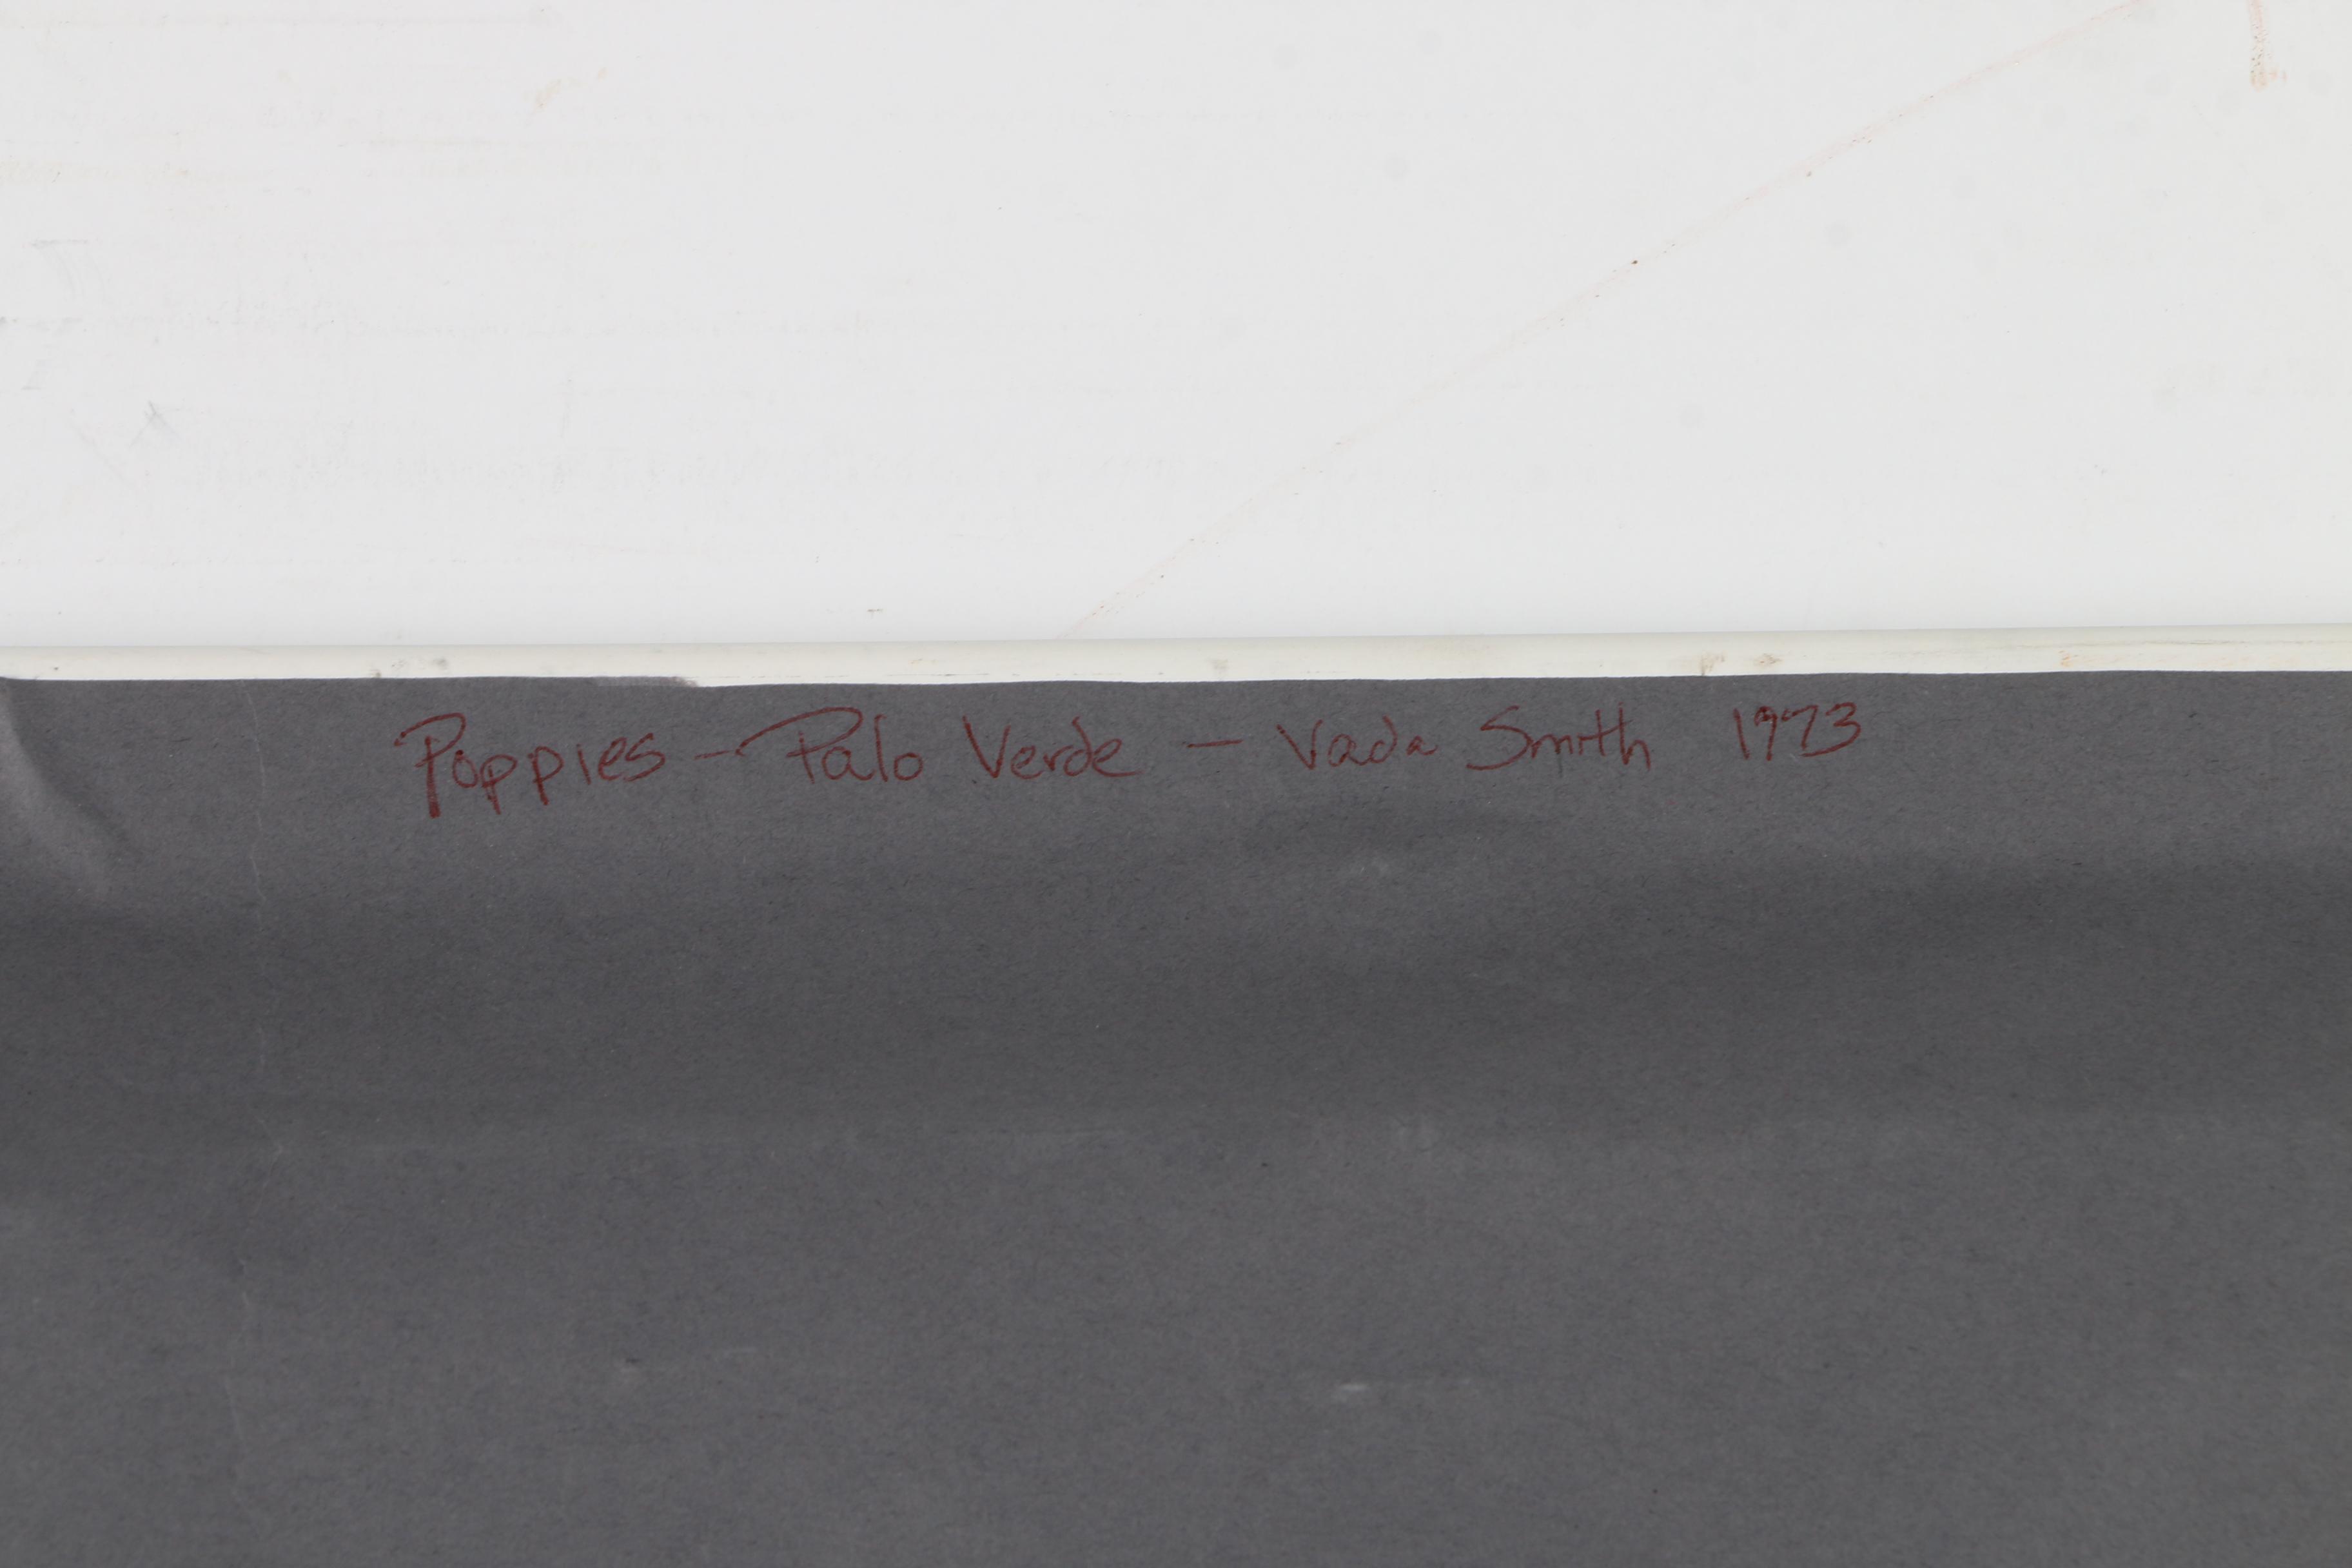 Poppies - Palo Verde - Vada Smith 1973